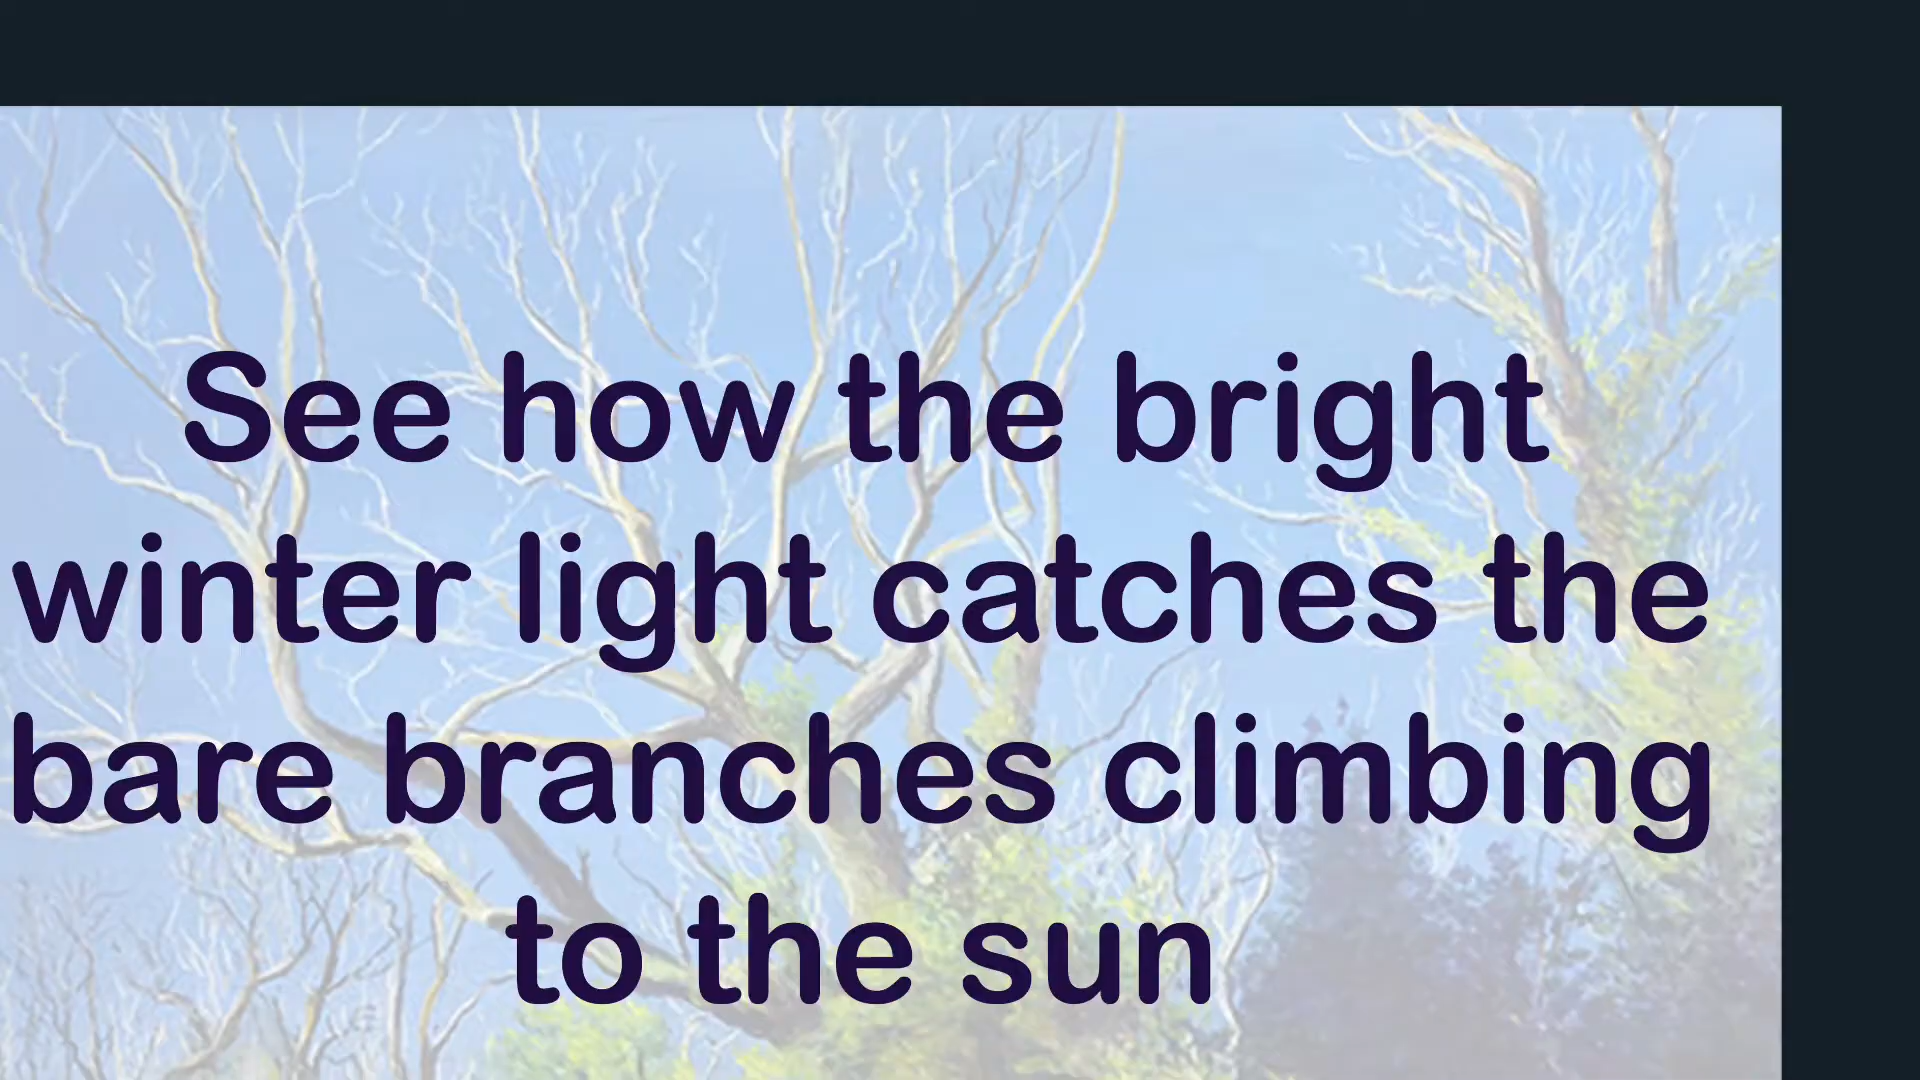 See how the bright
winter light catches the
bare branches climbing
to the sun